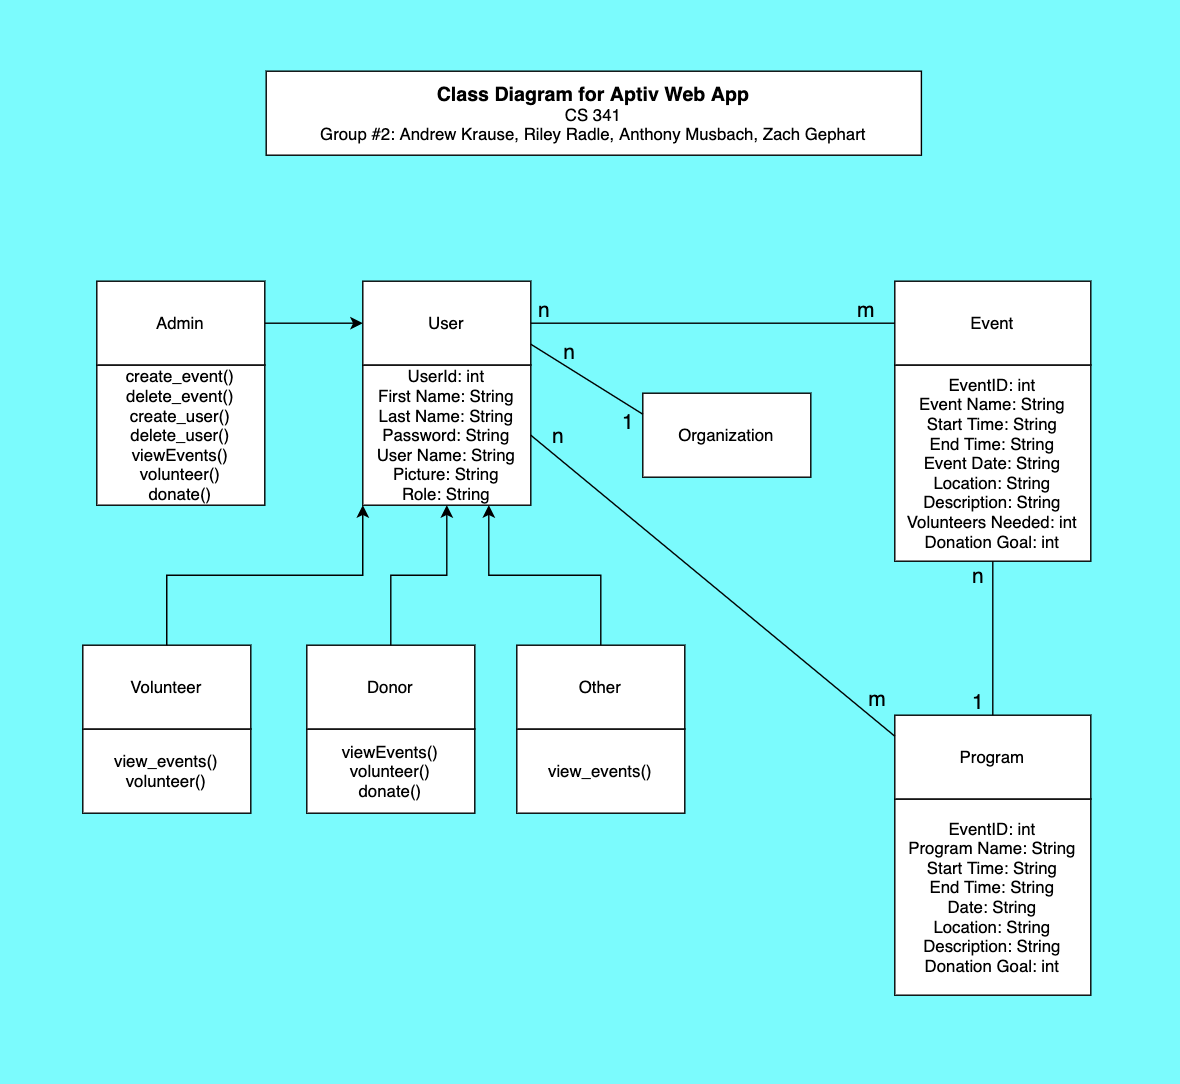 Class Diagram for Aptiv Web App
CS 341
Group #2: Andrew Krause, Riley Radle, Anthony Musbach, Zach Gephart
Admin
create_event()
delete_event()
create_user()
delete_user()
viewEvents()
volunteer()
donate()
User
UserId: int
First Name: String
Last Name: String
Password: String
User Name: String
Picture: String
Role: String
n
m
n
1
n
m
Organization
Event
EventID: int
Event Name: String
Start Time: String
End Time: String
Event Date: String
Location: String
Description: String
Volunteers Needed: int
Donation Goal: int
n
1
Volunteer
view_events()
volunteer()
Donor
viewEvents()
volunteer()
donate()
Other
view_events()
Program
EventID: int
Program Name: String
Start Time: String
End Time: String
Date: String
Location: String
Description: String
Donation Goal: int